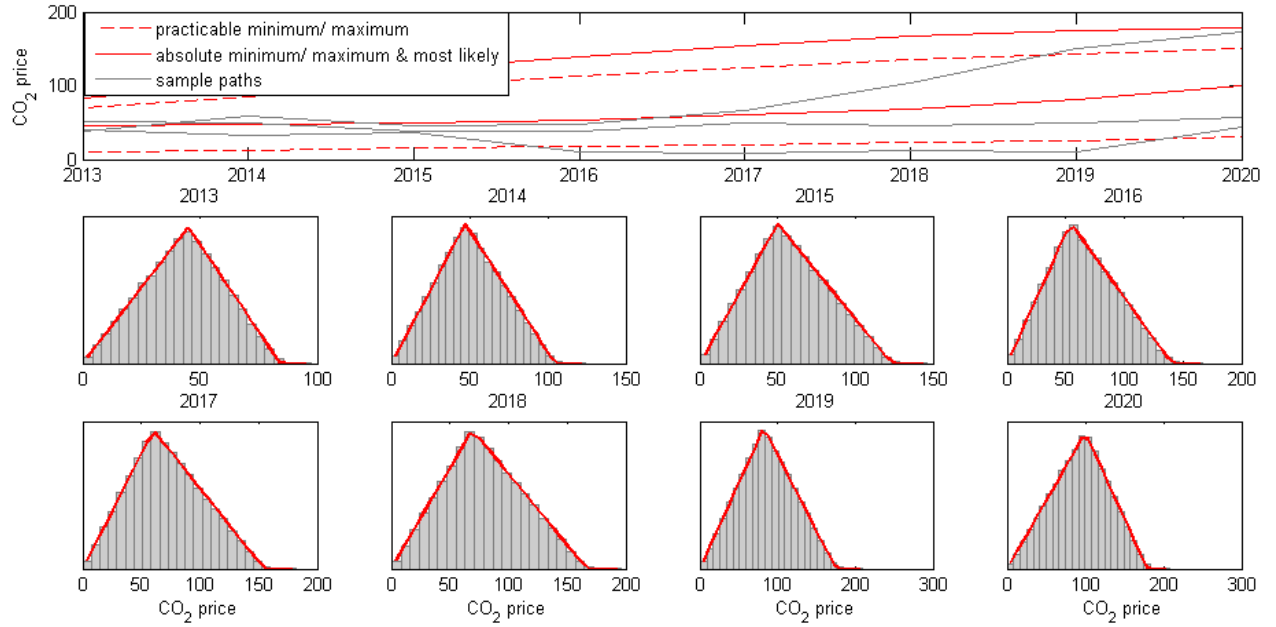 200
practicable minimum/ maximum
absolute minimum/ maximum & most likely
sample paths
100
CO2 price
0
2013 2014 2015 2016 2017 2018 2019 2020
2013 2014 2015 2016
0 50 100 0 50 100 150 0 50 100 150 0 50 100 150 200
2017 2018 2019 2020
0 50 100 150 200 0 50 100 150 200 0 100 200 300 0 100 200 300
CO2 price CO2 price CO2 price CO2 price